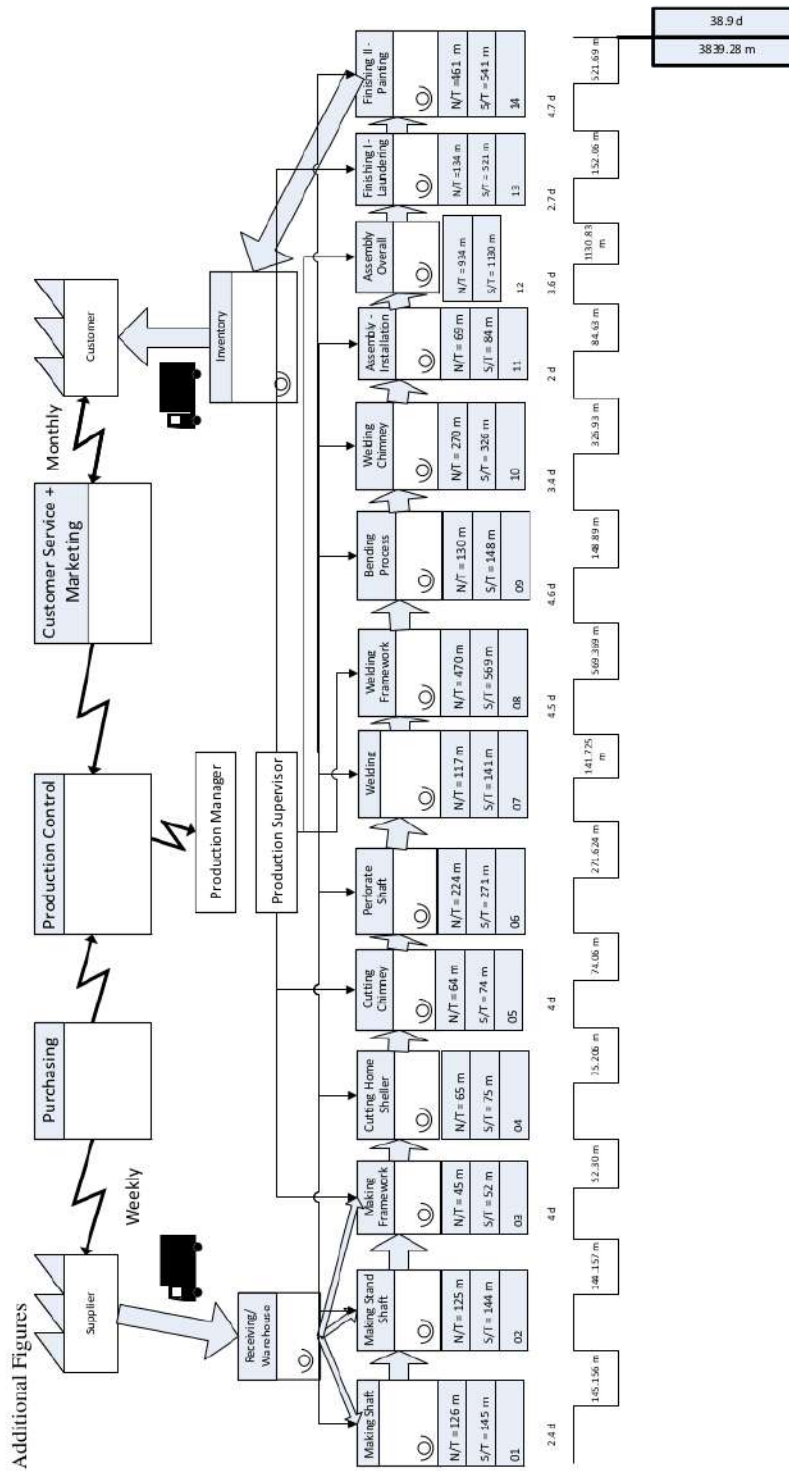 Additional Figures
Supplier
Weekly
Purchasing
Production Control
Customer Service +
Marketing
Monthly
Customer
Receiving/
Warehouse
Production Manager
Production Supervisor
Inventory
Making Shaft
N/T = 126 m
S/T = 145 m
01
Making Stand
Shaft
N/T = 125 m
S/T = 144 m
02
Making
Framework
N/T = 45 m
S/T = 52 m
03
Cutting Home
Sheller
N/T = 65 m
S/T = 75 m
04
Cutting
Chimney
N/T = 64 m
S/T = 74 m
05
Perforate
Shaft
N/T = 224 m
S/T = 271 m
06
Welding
N/T = 117 m
S/T = 141 m
07
Welding
Framework
N/T = 470 m
S/T = 569 m
08
Bending
Process
N/T = 130 m
S/T = 148 m
09
Welding
Chimney
N/T = 270 m
S/T = 326 m
10
Assembly -
Installation
N/T = 69 m
S/T = 84 m
11
Assembly
Overall
N/T = 934 m
S/T = 1130 m
12
Finishing I -
Laundering
N/T =134 m
S/T = 521 m
13
Finishing II -
Painting
N/T =461 m
S/T = 541 m
14
2.4 d
4 d
4 d
4.5 d
4.6 d
3.4 d
2 d
3.6 d
2.7 d
4.7 d
145.156 m
144.157 m
52.30 m
75.206 m
74.06 m
271.624 m
141.725
m
569.369 m
148.89 m
326.93 m
84.63 m
1130.83
m
152.06 m
521.69 m
38.9 d
3839.28 m